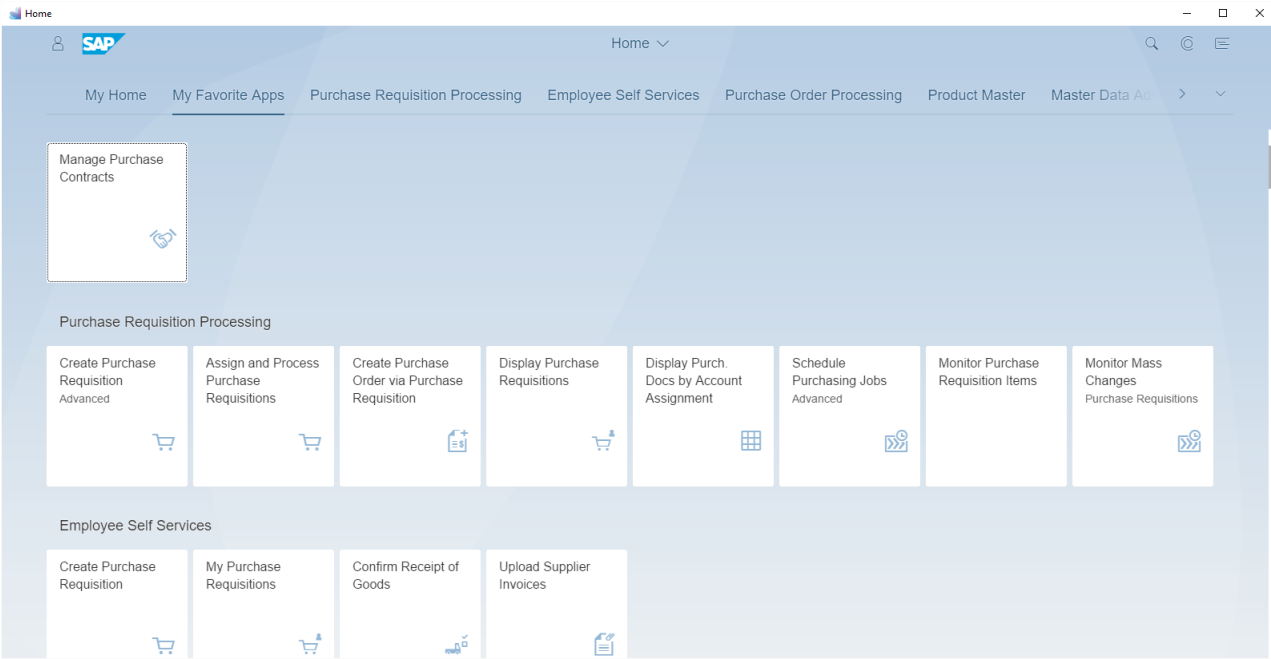 Home
SAP
Home
My Home My Favorite Apps Purchase Requisition Processing Employee Self Services Purchase Order Processing Product Master Master Data
Manage Purchase
Contracts
Purchase Requisition Processing
Create Purchase
Requisition
Advanced
Assign and Process
Purchase
Requisitions
Create Purchase
Order via Purchase
Requisition
Display Purchase
Requisitions
Display Purch.
Docs by Account
Assignment
Schedule
Purchasing Jobs
Advanced
Monitor Purchase
Requisition Items
Monitor Mass
Changes
Purchase Requisitions
Employee Self Services
Create Purchase
Requisition
My Purchase
Requisitions
Confirm Receipt of
Goods
Upload Supplier
Invoices